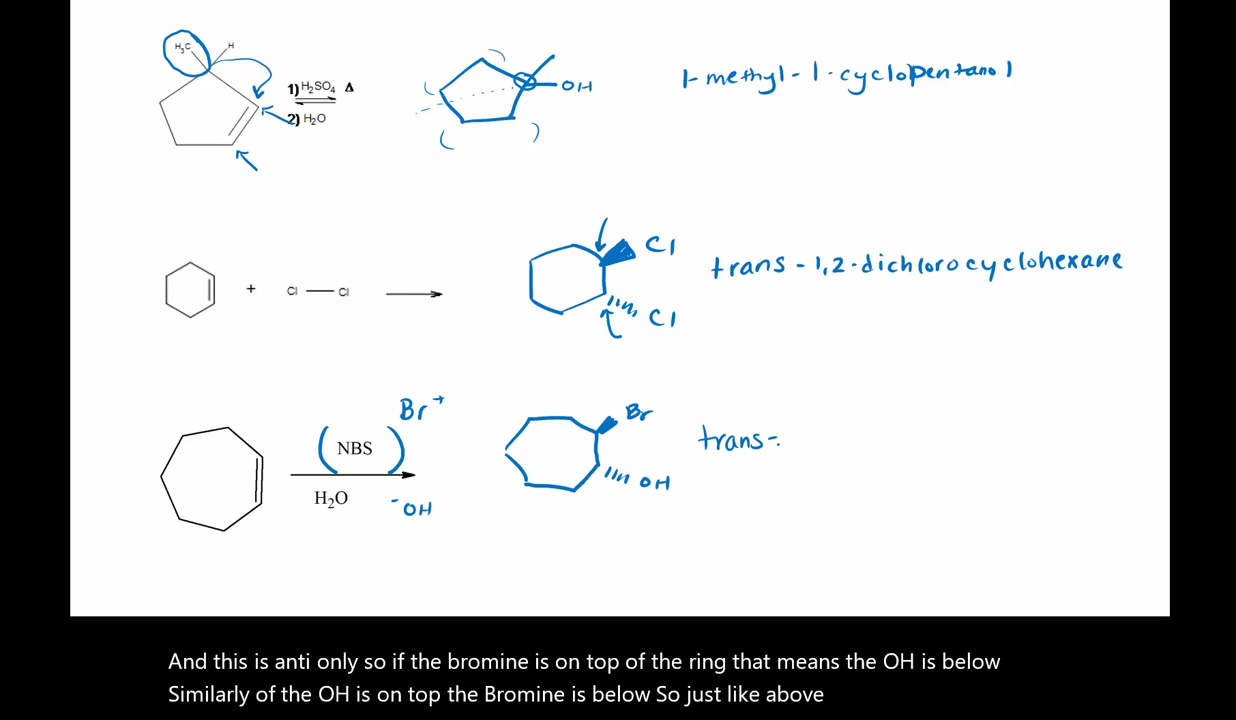 H₃C H
1) H₂SO₄ Δ
2) H₂O
OH
1-methyl-1-cyclopentanol
+ Cl Cl
Cl
Cl
trans-1,2-dichlorocyclohexane
Br⁺
(NBS)
H₂O
⁻OH
Br
OH
trans-
And this is anti only so if the bromine is on top of the ring that means the OH is below
Similarly of the OH is on top the Bromine is below So just like above